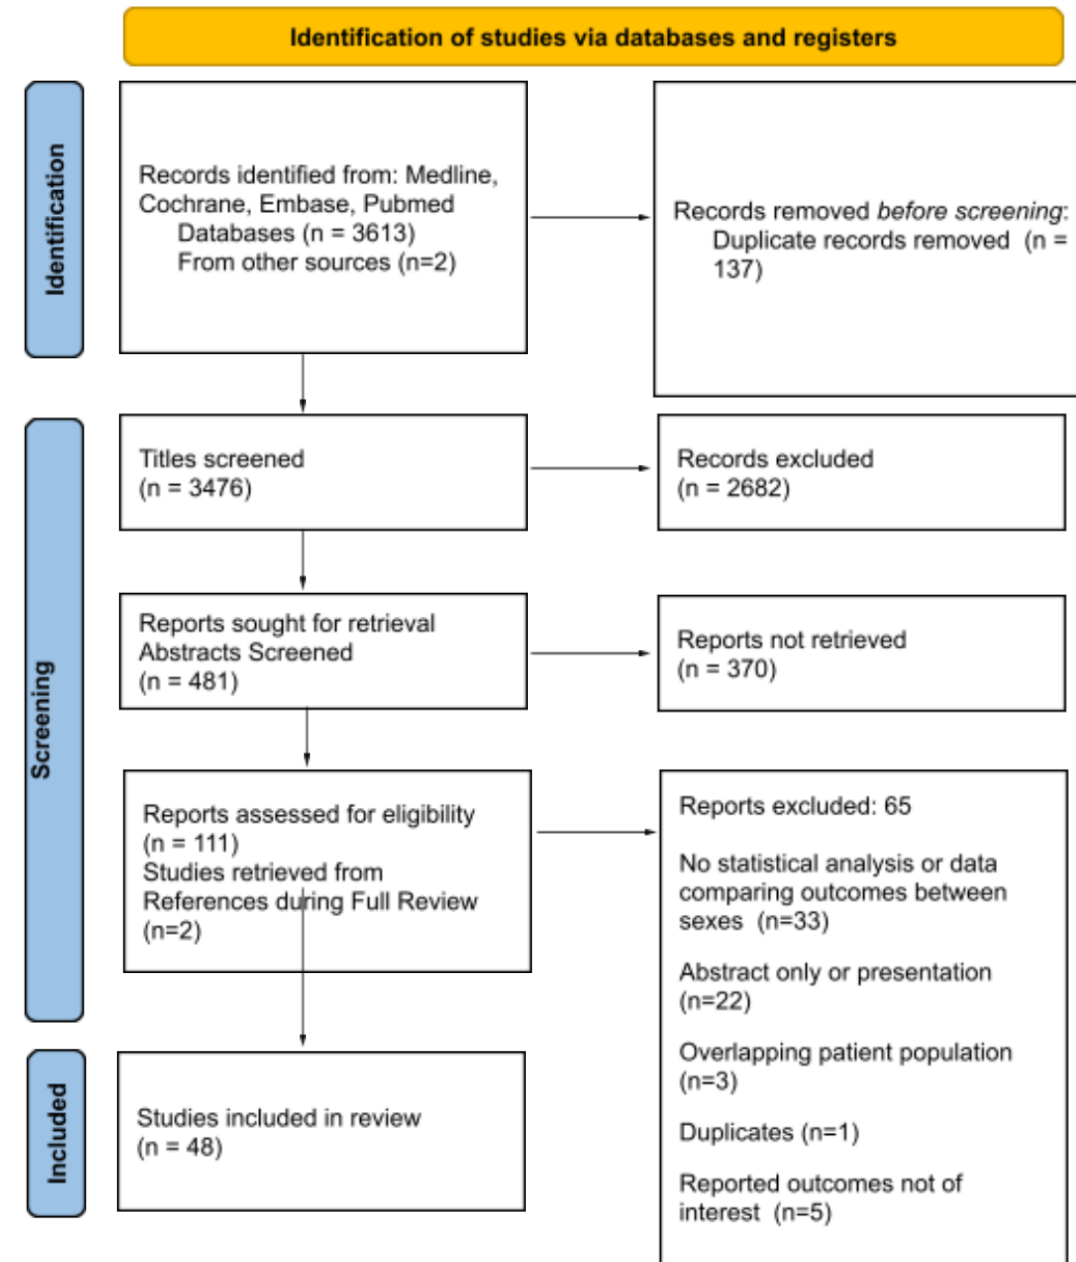 Identification of studies via databases and registers
Identification
Records identified from: Medline,
Cochrane, Embase, Pubmed
Databases (n = 3613)
From other sources (n=2)
Records removed before screening:
Duplicate records removed (n =
137)
Screening
Titles screened
(n = 3476)
Records excluded
(n = 2682)
Reports sought for retrieval
Abstracts Screened
(n = 481)
Reports not retrieved
(n = 370)
Reports assessed for eligibility
(n = 111)
Studies retrieved from
References during Full Review
(n=2)
Reports excluded: 65
No statistical analysis or data
comparing outcomes between
sexes (n=33)
Abstract only or presentation
(n=22)
Overlapping patient population
(n=3)
Duplicates (n=1)
Reported outcomes not of
interest (n=5)
Included
Studies included in review
(n = 48)